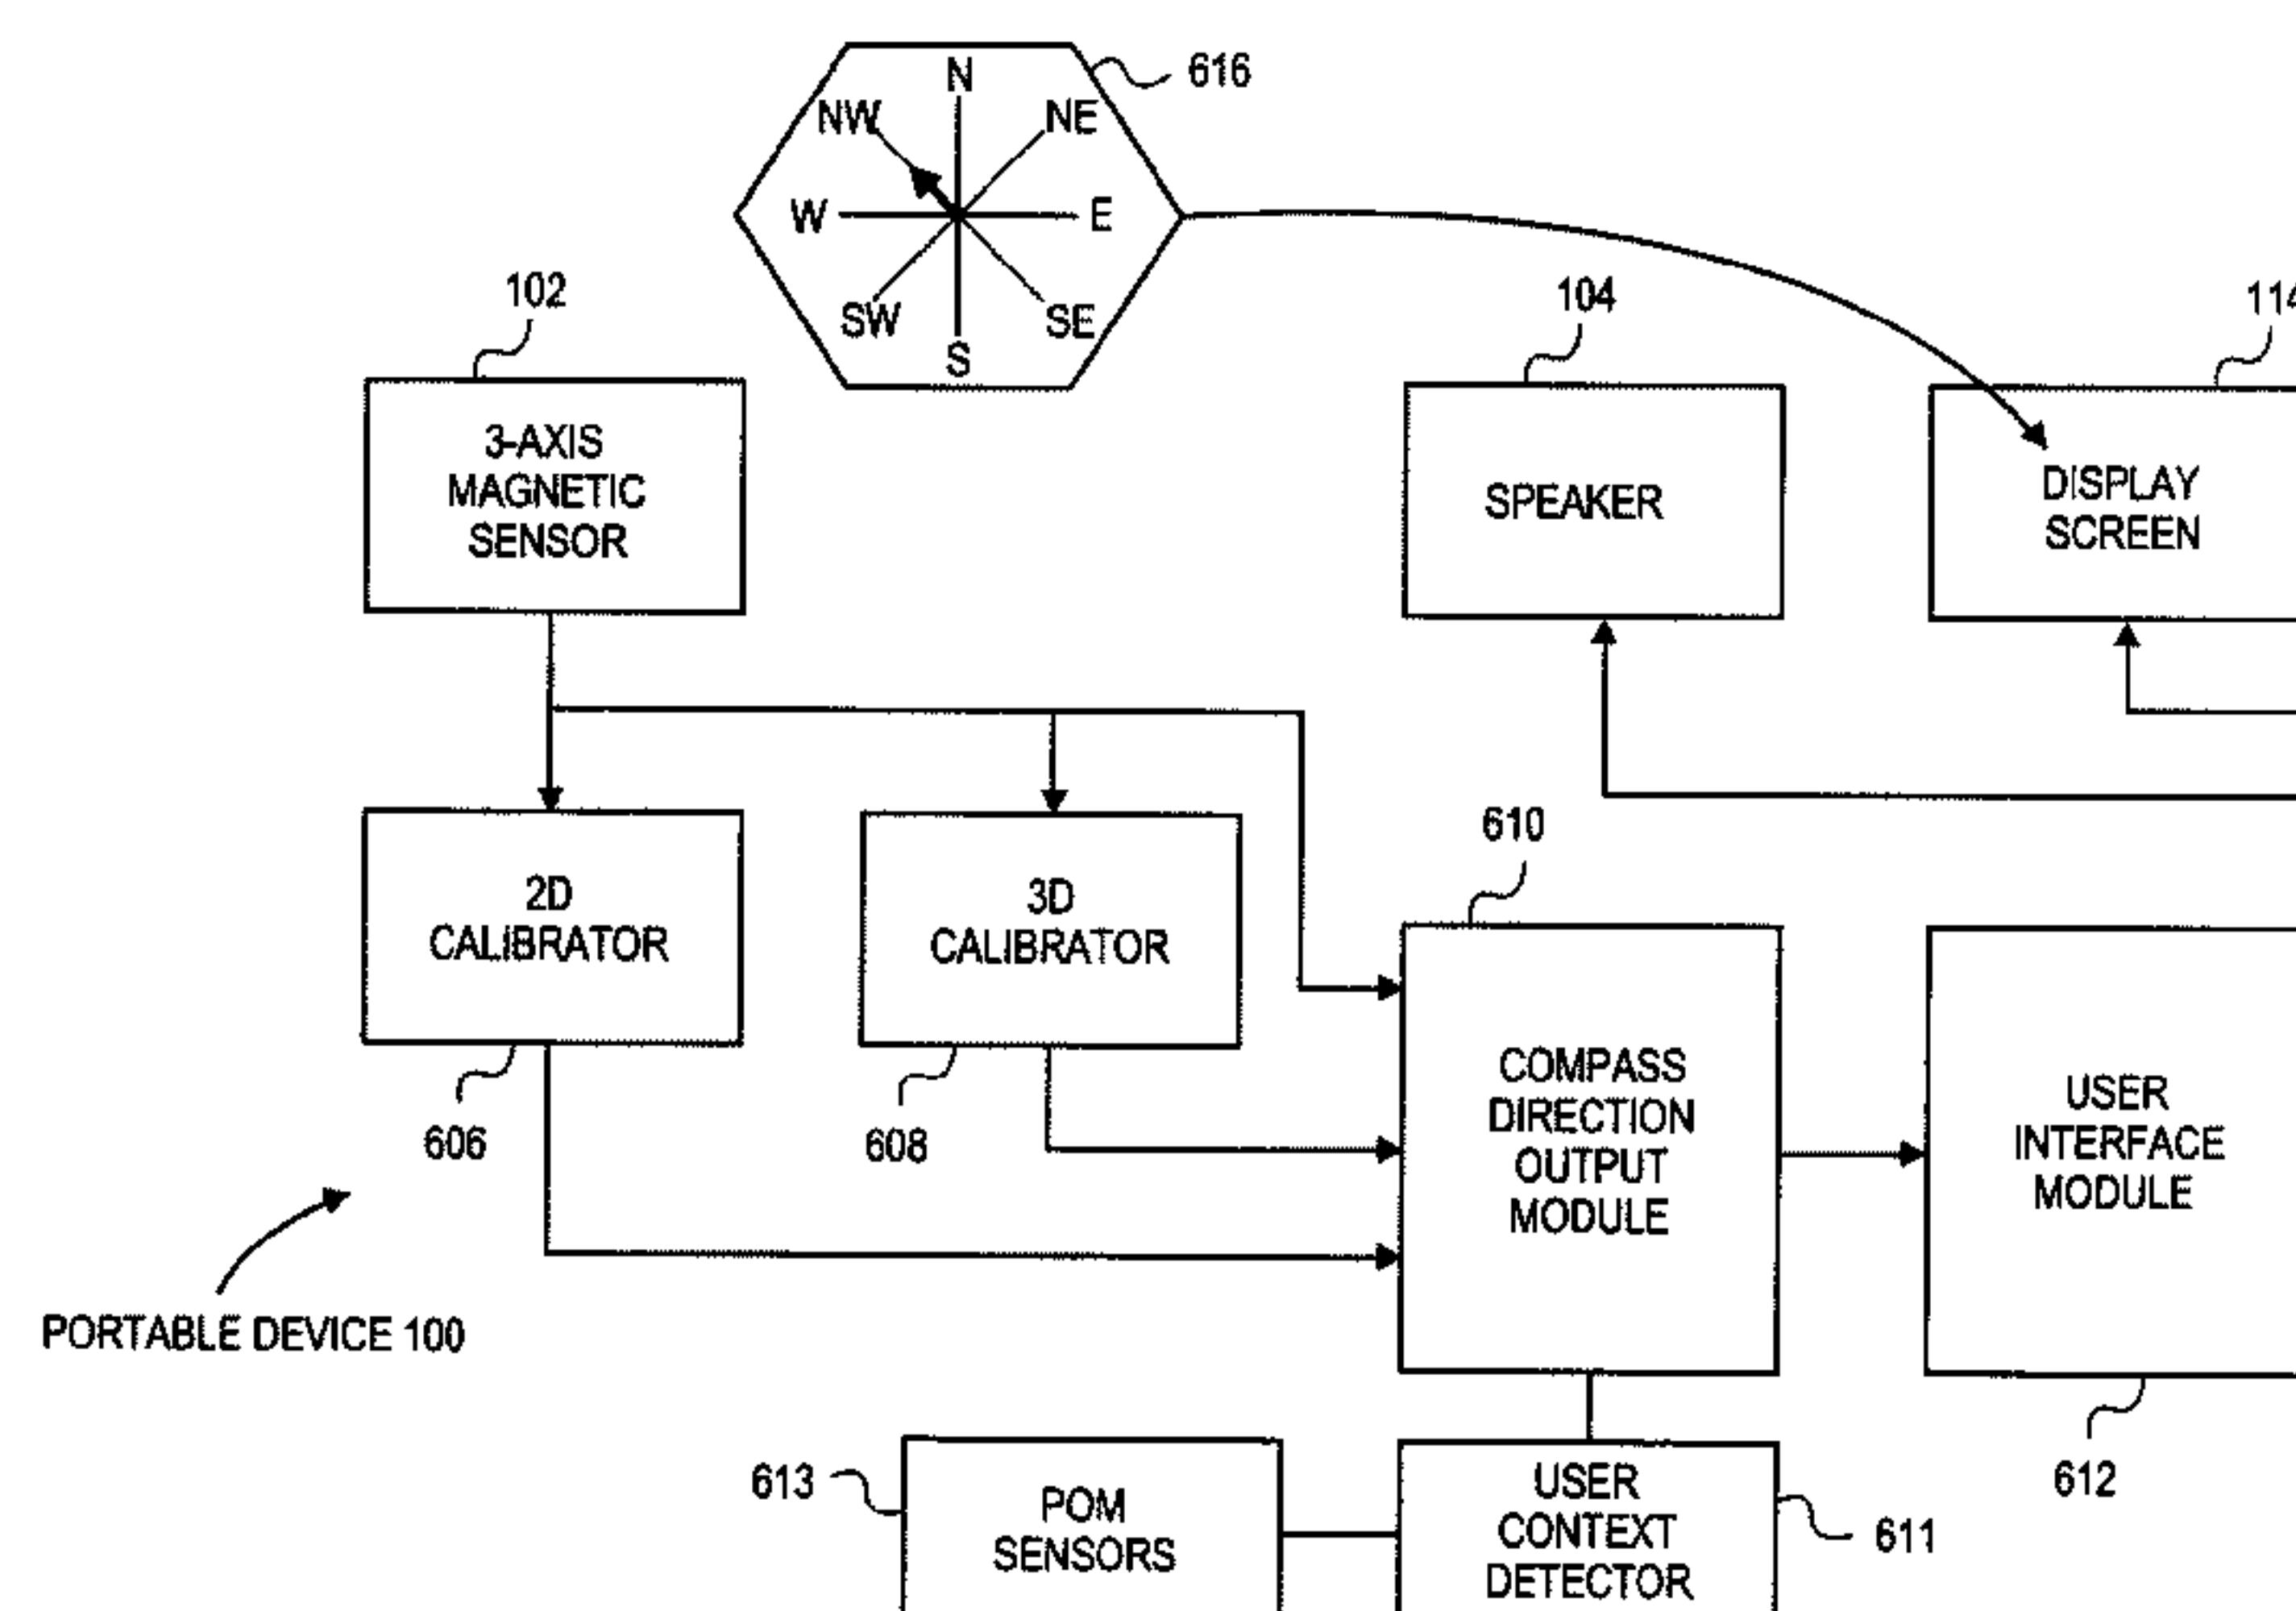 616
N
NW
NE
W
E
SW
SE
S
102
104
114
3-AXIS
MAGNETIC
SENSOR
SPEAKER
DISPLAY
SCREEN
610
2D
CALIBRATOR
3D
CALIBRATOR
606
608
COMPASS
DIRECTION
OUTPUT
MODULE
USER
INTERFACE
MODULE
PORTABLE DEVICE 100
612
613
POM
SENSORS
USER
CONTEXT
DETECTOR
611